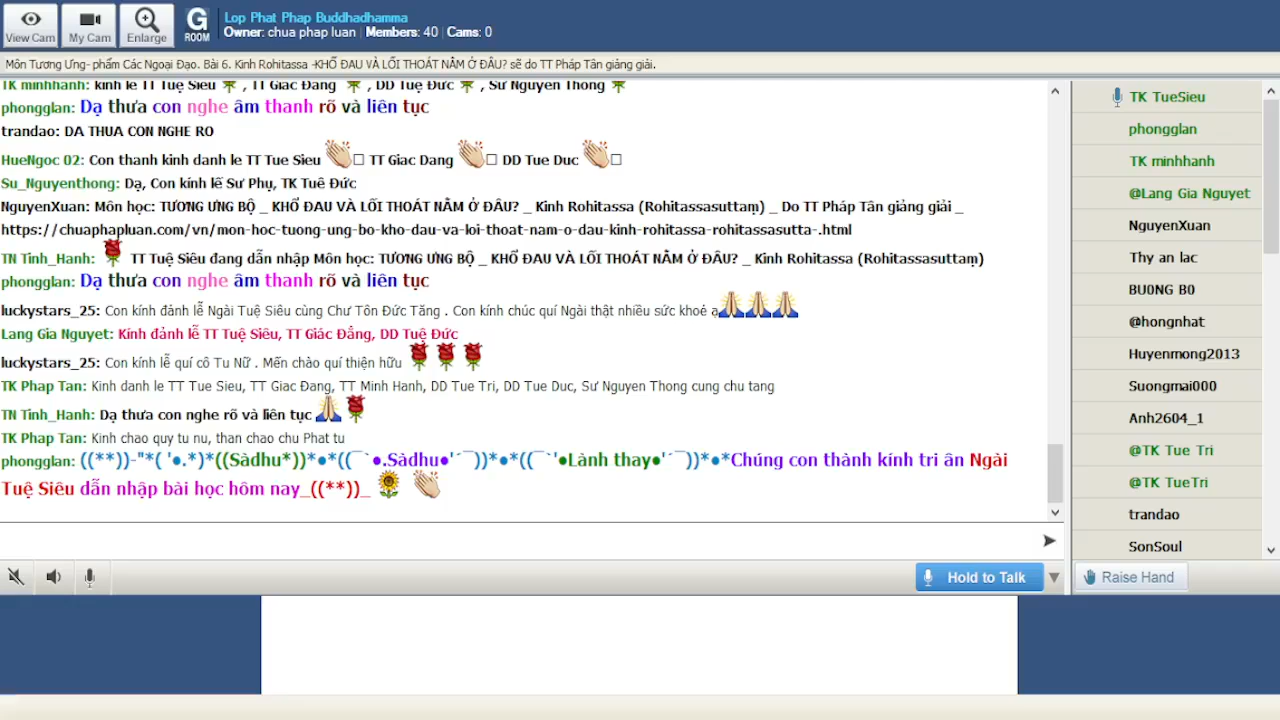 View Cam
My Cam
Enlarge
G
ROOM
Lop Phat Phap Buddhadhamma
Owner: chua phap luan | Members: 40 | Cams: 0
Môn Tương Ưng- phẩm Các Ngoại Đạo. Bài 6. Kinh Rohitassa -KHỔ ĐAU VÀ LỐI THOÁT NẰM Ở ĐÂU? sẽ do TT Pháp Tân giảng giải.
TK minhhanh: kính lễ TT Tuệ Siêu , TT Giác Đẳng , DD Tuệ Đức , Sư Nguyên Thông
phongglan: Dạ thưa con nghe âm thanh rõ và liên tục
trandao: DA THUA CON NGHE RO
HueNgoc 02: Con thanh kinh danh le TT Tue Sieu TT Giac Dang DD Tue Duc
Su_Nguyenthong: Dạ, Con kính lễ Sư Phụ, TK Tuệ Đức
NguyenXuan: Môn học: TƯƠNG ƯNG BỘ _ KHỔ ĐAU VÀ LỐI THOÁT NẰM Ở ĐÂU? _ Kinh Rohitassa (Rohitassasuttaṃ) _ Do TT Pháp Tân giảng giải _
https://chuaphapluan.com/vn/mon-hoc-tuong-ung-bo-kho-dau-va-loi-thoat-nam-o-dau-kinh-rohitassa-rohitassasutta-.html
TN Tinh_Hanh: TT Tuệ Siêu đang dẫn nhập Môn học: TƯƠNG ƯNG BỘ _ KHỔ ĐAU VÀ LỐI THOÁT NẰM Ở ĐÂU? _ Kinh Rohitassa (Rohitassasuttaṃ)
phongglan: Dạ thưa con nghe âm thanh rõ và liên tục
luckystars_25: Con kính đảnh lễ Ngài Tuệ Siêu cùng Chư Tôn Đức Tăng . Con kính chúc quí Ngài thật nhiều sức khoẻ ạ
Lang Gia Nguyet: Kính đảnh lễ TT Tuệ Siêu, TT Giác Đẳng, DD Tuệ Đức
luckystars_25: Con kính lễ quí cô Tu Nữ . Mến chào quí thiện hữu
TK Phap Tan: Kinh danh le TT Tue Sieu, TT Giac Đang, TT Minh Hanh, DD Tue Tri, DD Tue Duc, Sư Nguyen Thong cung chu tang
TN Tinh_Hanh: Dạ thưa con nghe rõ và liên tục
TK Phap Tan: Kinh chao quy tu nu, than chao chu Phat tu
phongglan: ((**))-"*( '●.*)*((Sàdhu*))*●*((¯`●.Sàdhu●'´¯))*●*((¯`'●Lành thay●'´¯))*●*Chúng con thành kính tri ân Ngài
Tuệ Siêu dẫn nhập bài học hôm nay_((**))_
Hold to Talk
TK TueSieu
phongglan
TK minhhanh
@Lang Gia Nguyet
NguyenXuan
Thy an lac
BU0NG B0
@hongnhat
Huyenmong2013
Suongmai000
Anh2604_1
@TK Tue Tri
@TK TueTri
trandao
SonSoul
Raise Hand